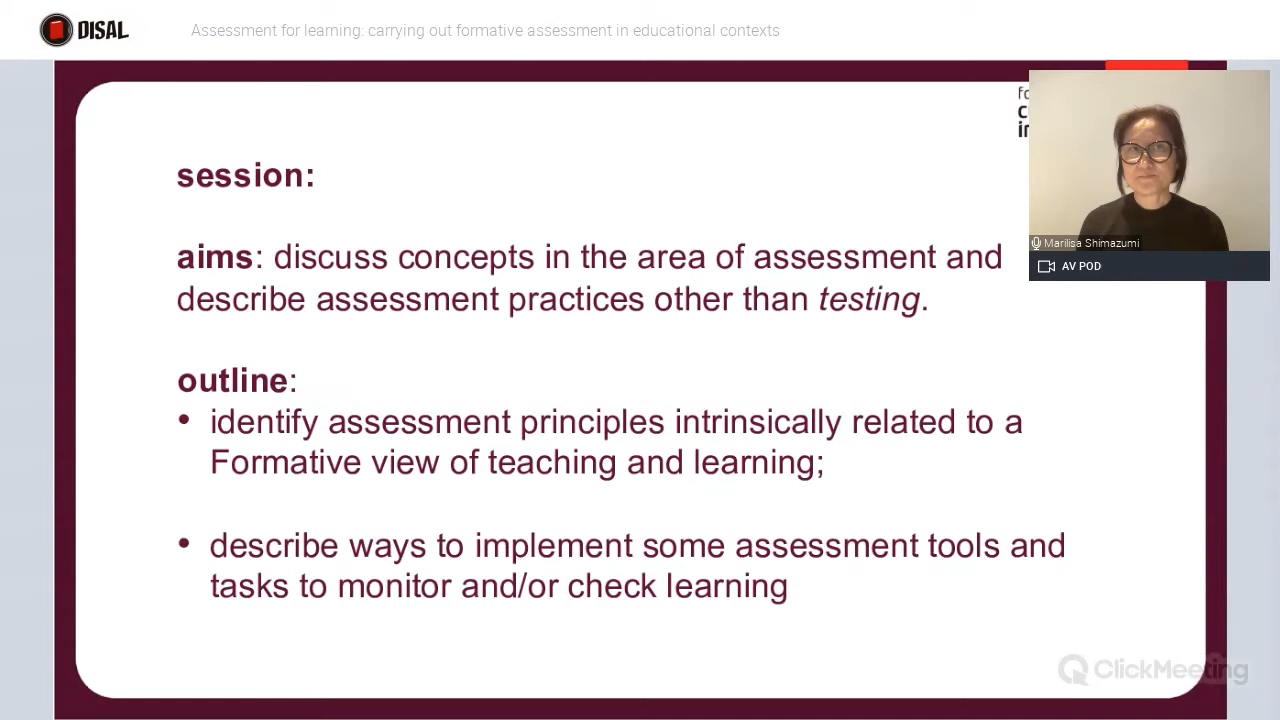 DISAL
Assessment for learning: carrying out formative assessment in educational contexts
session:
aims: discuss concepts in the area of assessment and
describe assessment practices other than testing.
outline:
• identify assessment principles intrinsically related to a
Formative view of teaching and learning;
• describe ways to implement some assessment tools and
tasks to monitor and/or check learning
Marilisa Shimazumi
AV POD
ClickMeeting